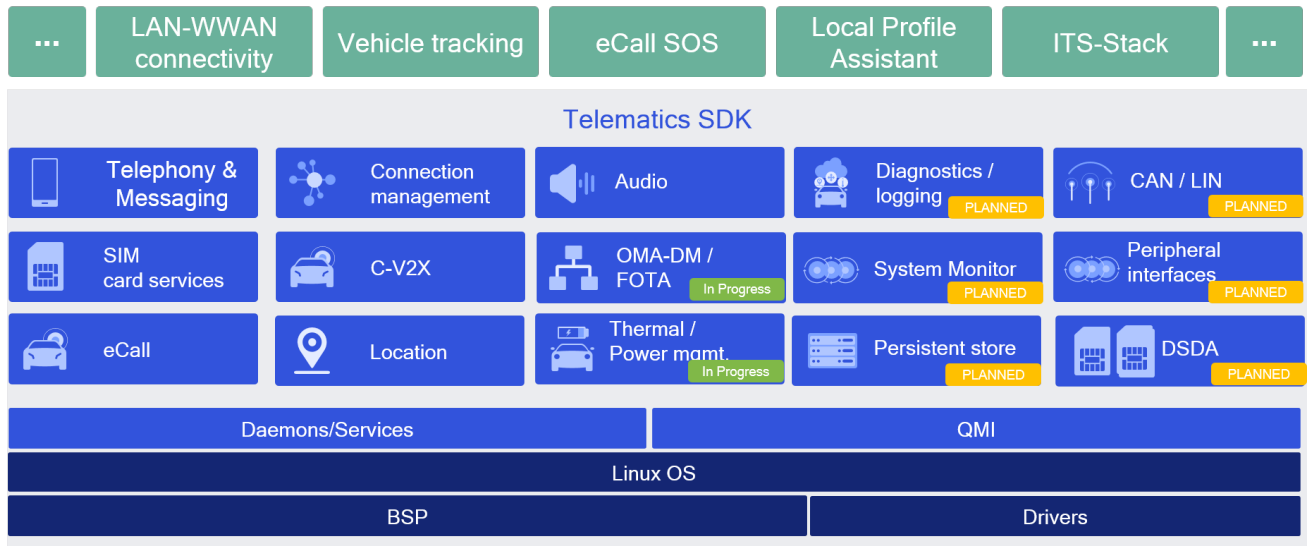 ...
LAN-WWAN
connectivity
Vehicle tracking
eCall SOS
Local Profile
Assistant
ITS-Stack
...
Telematics SDK
Telephony &
Messaging
Connection
management
Audio
Diagnostics /
logging
PLANNED
CAN / LIN
PLANNED
SIM
card services
C-V2X
OMA-DM /
FOTA
In Progress
System Monitor
PLANNED
Peripheral
interfaces
PLANNED
eCall
Location
Thermal /
Power mgmt.
In Progress
Persistent store
PLANNED
DSDA
PLANNED
Daemons/Services
QMI
Linux OS
BSP
Drivers